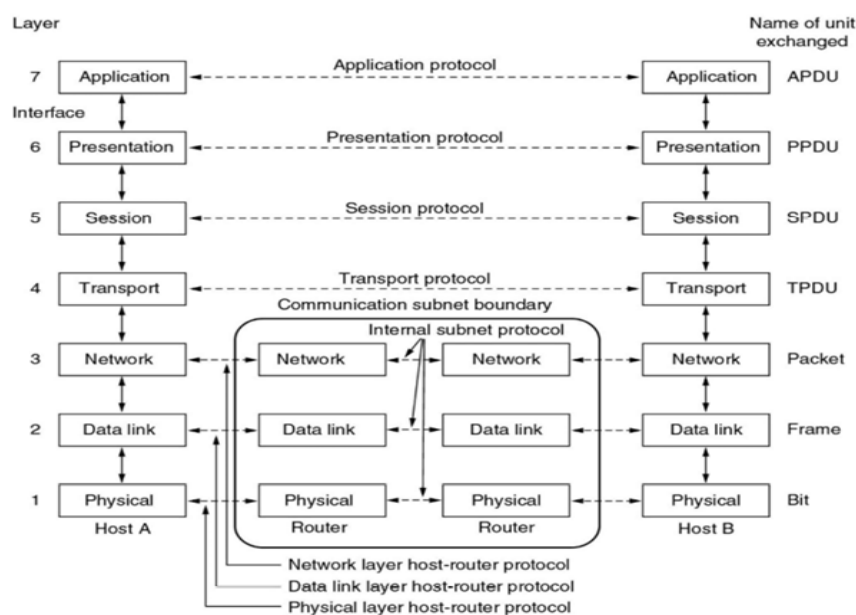 Layer
Name of unit
exchanged
7 Application Application protocol Application APDU
Interface
6 Presentation Presentation protocol Presentation PPDU
5 Session Session protocol Session SPDU
4 Transport Transport protocol Transport TPDU
Communication subnet boundary
Internal subnet protocol
3 Network Network Network Network Packet
2 Data link Data link Data link Data link Frame
1 Physical Physical Physical Physical Bit
Host A Router Router Host B
Network layer host-router protocol
Data link layer host-router protocol
Physical layer host-router protocol